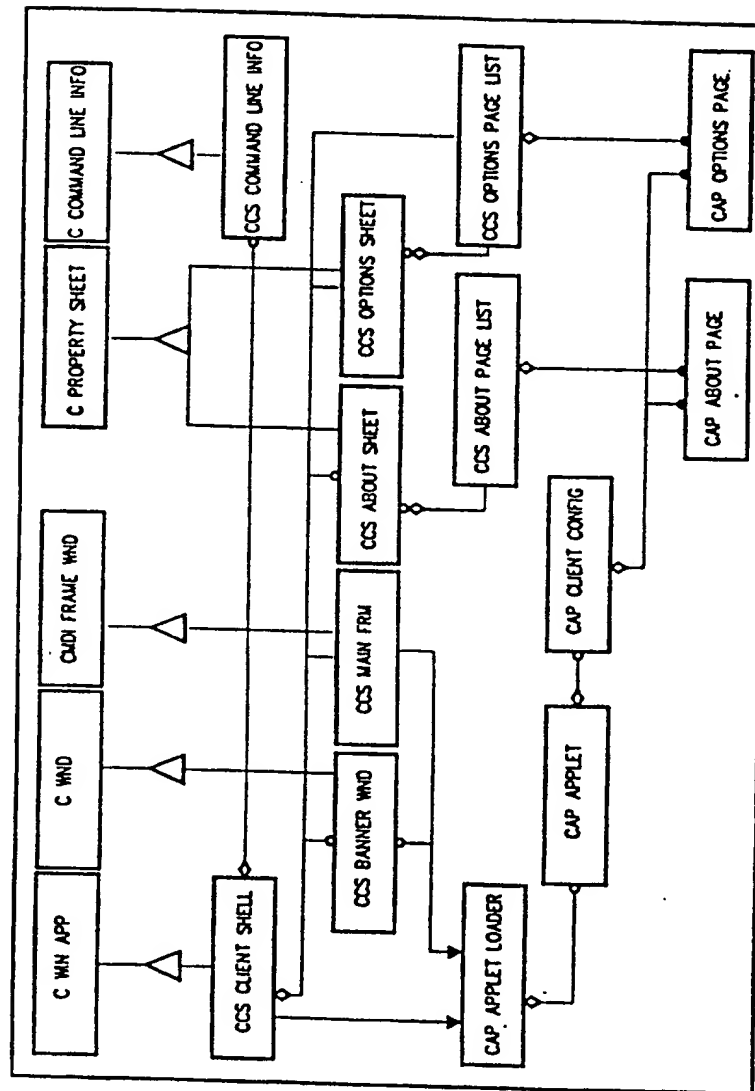 C WIN APP
C WND
CMDI FRAME WND
C PROPERTY SHEET
C COMMAND LINE INFO
CCS CLIENT SHELL
CCS COMMAND LINE INFO
CCS BANNER WND
CCS MAIN FRM
CCS ABOUT SHEET
CCS OPTIONS SHEET
CAP APPLET LOADER
CCS ABOUT PAGE LIST
CCS OPTIONS PAGE LIST
CAP APPLET
CAP CLIENT CONFIG
CAP ABOUT PAGE
CAP OPTIONS PAGE.